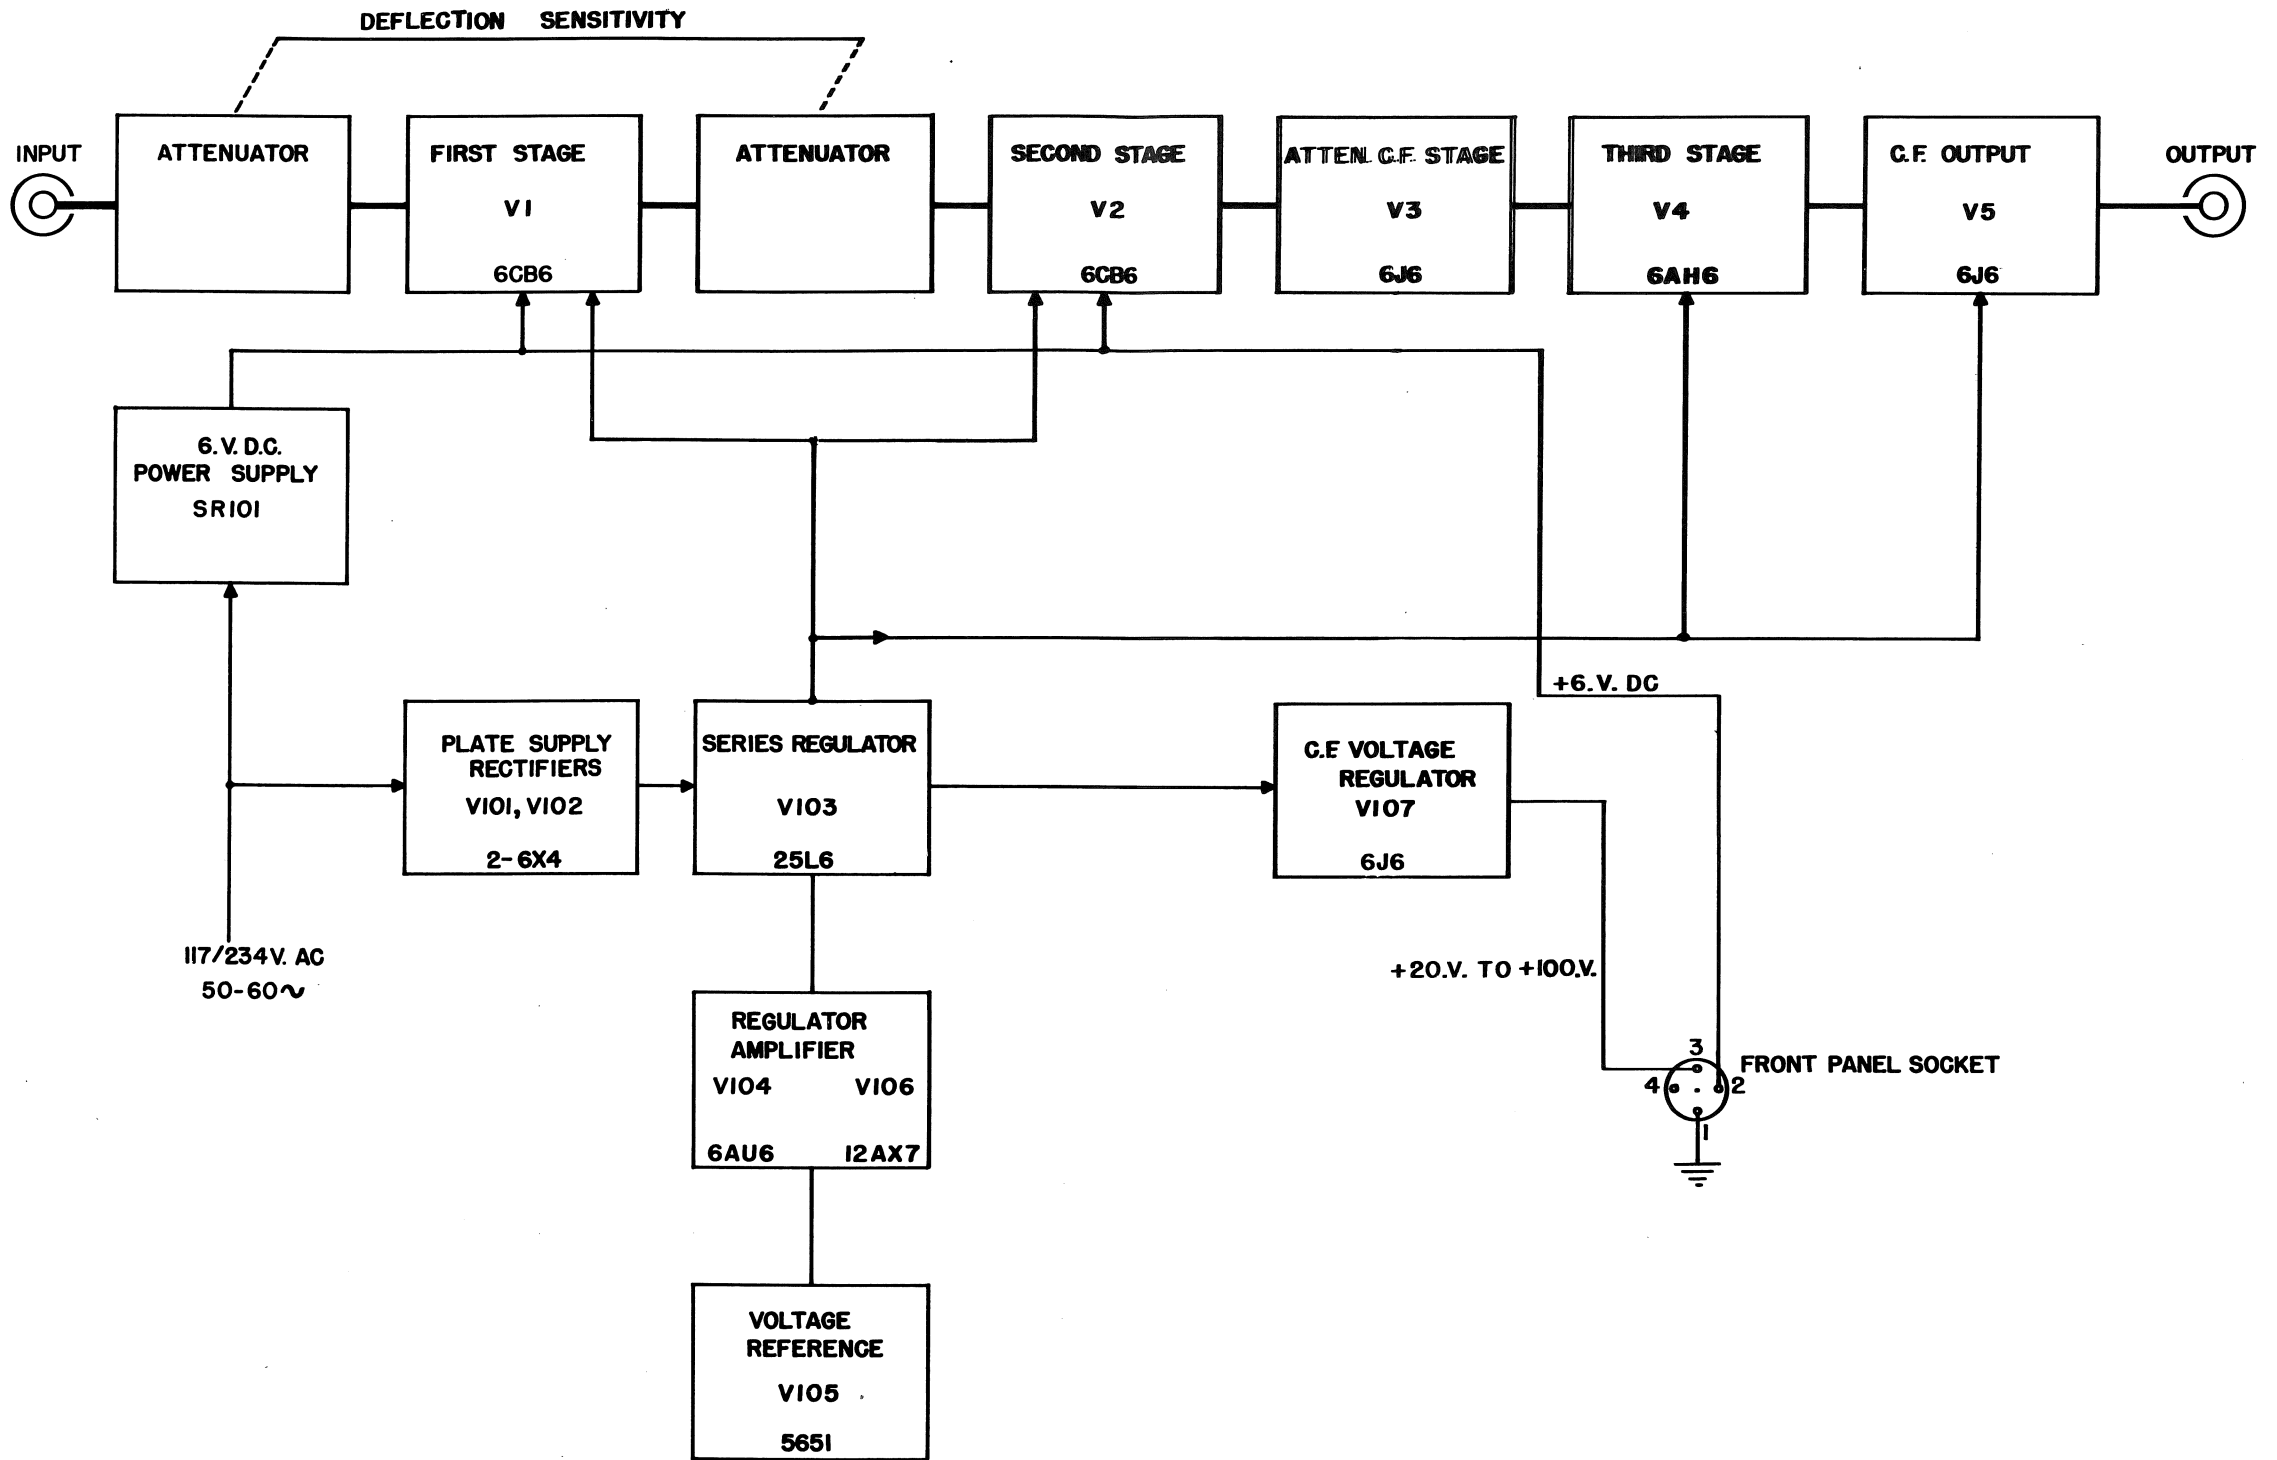 DEFLECTION SENSITIVITY
INPUT
ATTENUATOR
FIRST STAGE
V1
6CB6
ATTENUATOR
SECOND STAGE
V2
6CB6
ATTEN. C.F. STAGE
V3
6J6
THIRD STAGE
V4
6AH6
C.F. OUTPUT
V5
6J6
OUTPUT
6.V. D.C.
POWER SUPPLY
SR101
+6.V. DC
PLATE SUPPLY
RECTIFIERS
V101, V102
2-6X4
SERIES REGULATOR
V103
25L6
C.F. VOLTAGE
REGULATOR
V107
6J6
117/234V. AC
50-60~
+20.V. TO +100.V.
REGULATOR
AMPLIFIER
V104 V106
6AU6 12AX7
3
FRONT PANEL SOCKET
4
2
1
VOLTAGE
REFERENCE
V105
5651